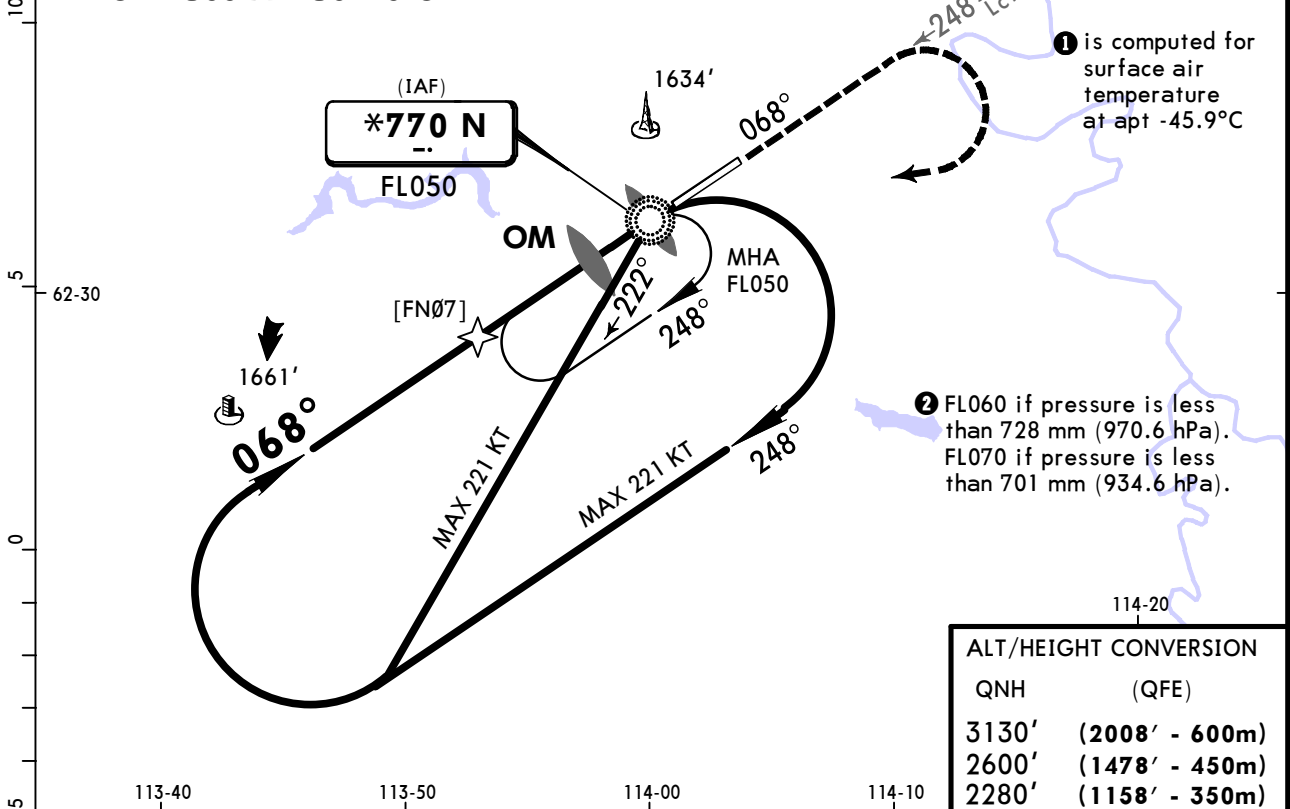 10
248°
1 is computed for
surface air
temperature
at apt -45.9°C
(IAF)
*770 N
FL050
1634'
068°
OM
MHA
FL050
222°
248°
5
62-30
[FNØ7]
1661'
L
068°
2 FL060 if pressure is less
than 728 mm (970.6 hPa).
FL070 if pressure is less
than 701 mm (934.6 hPa).
248°
MAX 221 KT
MAX 221 KT
0
114-20
ALT/HEIGHT CONVERSION
QNH (QFE)
3130' (2008' - 600m)
2600' (1478' - 450m)
2280' (1158' - 350m)
5
113-40 113-50 114-00 114-10